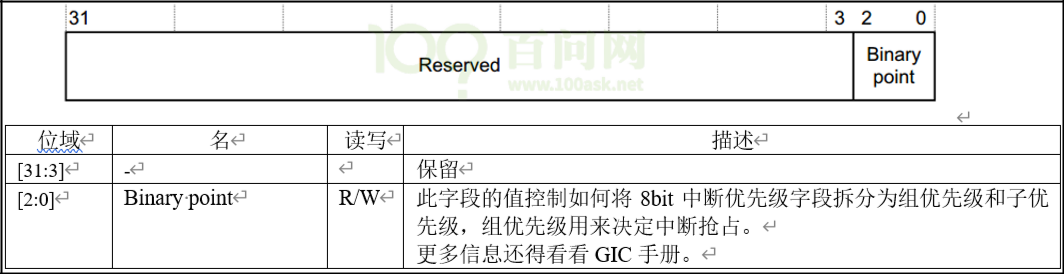 31 3 2 0
百问网
www.100ask.net
Reserved
Binary
point
位域 名 读写 描述
[31:3] - 保留
[2:0] Binary point R/W 此字段的值控制如何将 8bit 中断优先级字段拆分为组优先级和子优
先级，组优先级用来决定中断抢占。
更多信息还得看看 GIC 手册。